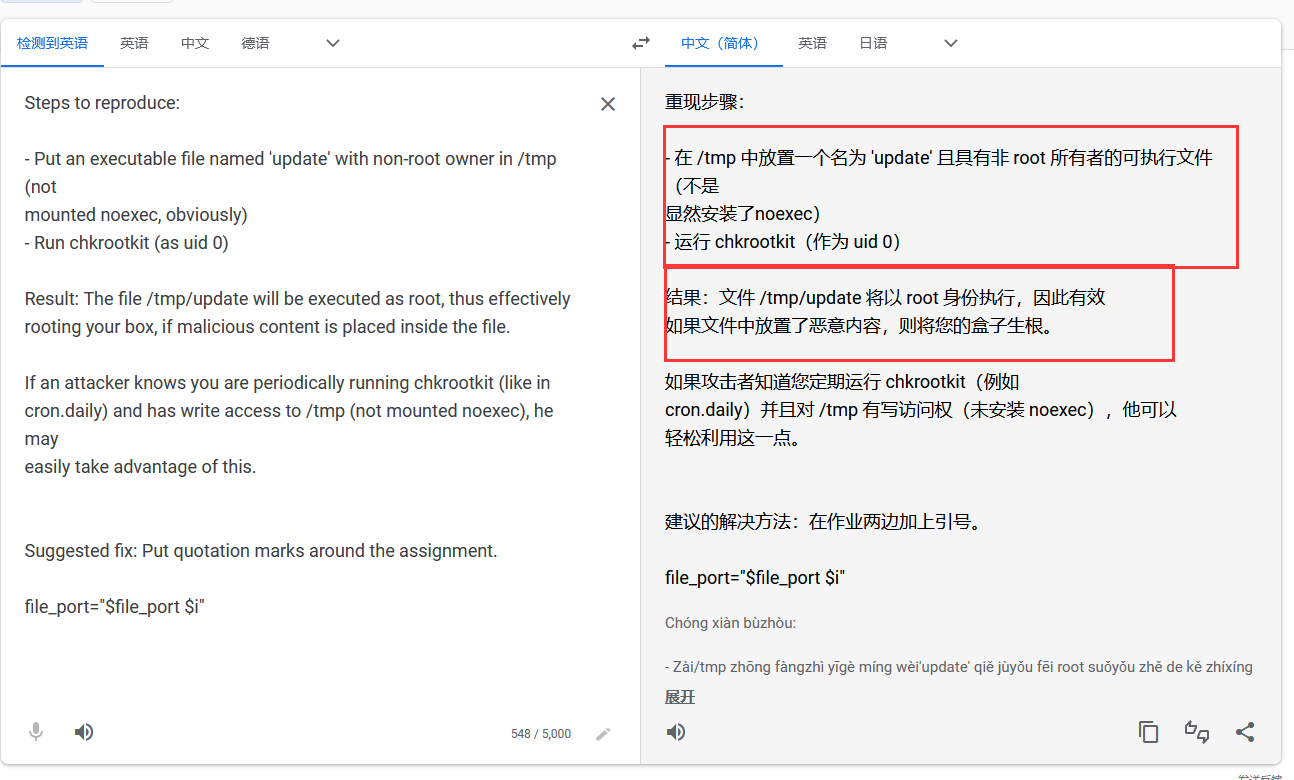 检测到英语 英语 中文 德语 中文（简体） 英语 日语
Steps to reproduce:
- Put an executable file named 'update' with non-root owner in /tmp
(not
mounted noexec, obviously)
- Run chkrootkit (as uid 0)
Result: The file /tmp/update will be executed as root, thus effectively
rooting your box, if malicious content is placed inside the file.
If an attacker knows you are periodically running chkrootkit (like in
cron.daily) and has write access to /tmp (not mounted noexec), he
may
easily take advantage of this.
Suggested fix: Put quotation marks around the assignment.
file_port="$file_port $i"
548 / 5,000
重现步骤：
- 在 /tmp 中放置一个名为 'update' 且具有非 root 所有者的可执行文件
（不是
显然安装了noexec）
- 运行 chkrootkit（作为 uid 0）
结果：文件 /tmp/update 将以 root 身份执行，因此有效
如果文件中放置了恶意内容，则将您的盒子生根。
如果攻击者知道您定期运行 chkrootkit（例如
cron.daily）并且对 /tmp 有写访问权（未安装 noexec），他可以
轻松利用这一点。
建议的解决方法：在作业两边加上引号。
file_port="$file_port $i"
Chóng xiàn bùzhòu:
- Zài/tmp zhōng fàngzhì yīgè míng wèi'update' qiě jùyǒu fēi root suǒyǒu zhě de kě zhíxíng
展开